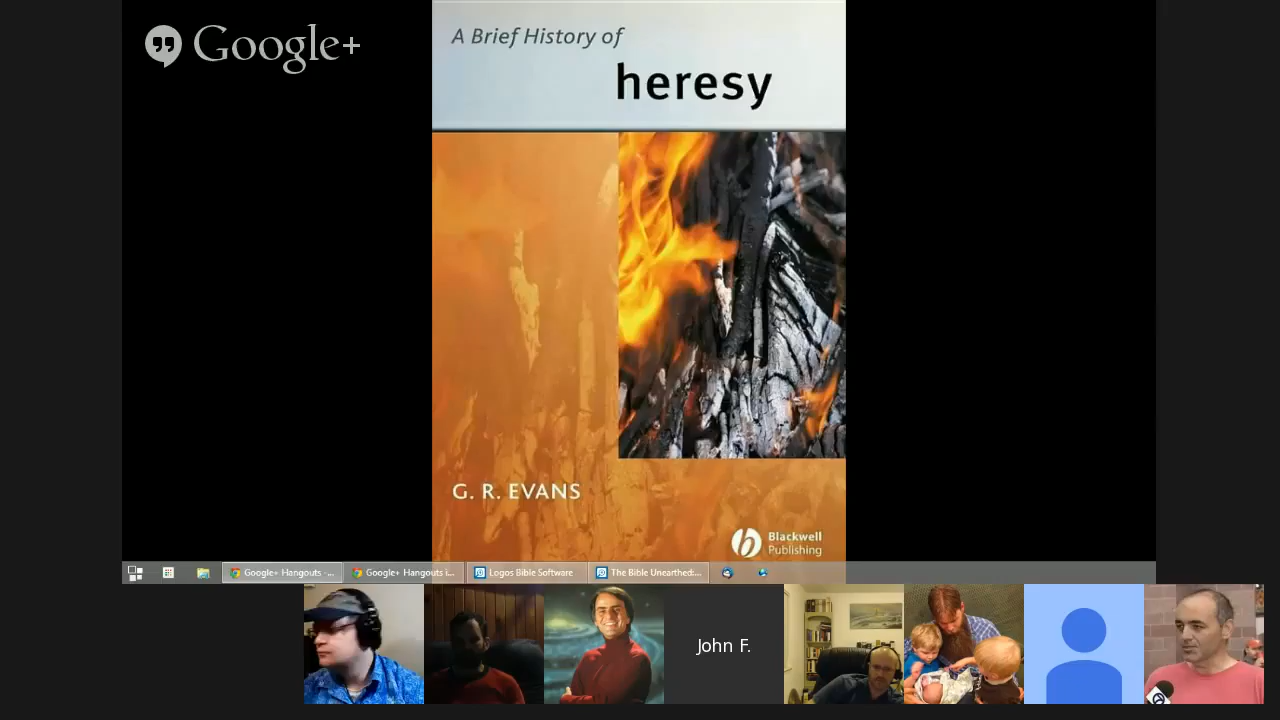 Google+
A Brief History of
heresy
G. R. EVANS
b Blackwell
Publishing
Google+ Hangouts -...
Google+ Hangouts i...
Logos Bible Software
The Bible Unearthed:...
John F.